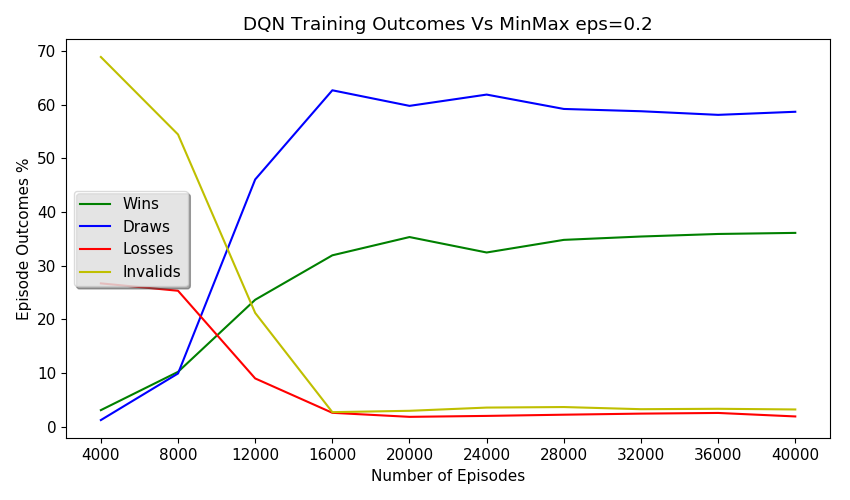 DQN Training Outcomes Vs MinMax eps=0.2
70
60
50
40
30
20
10
0
Episode Outcomes %
Wins
Draws
Losses
Invalids
4000 8000 12000 16000 20000 24000 28000 32000 36000 40000
Number of Episodes